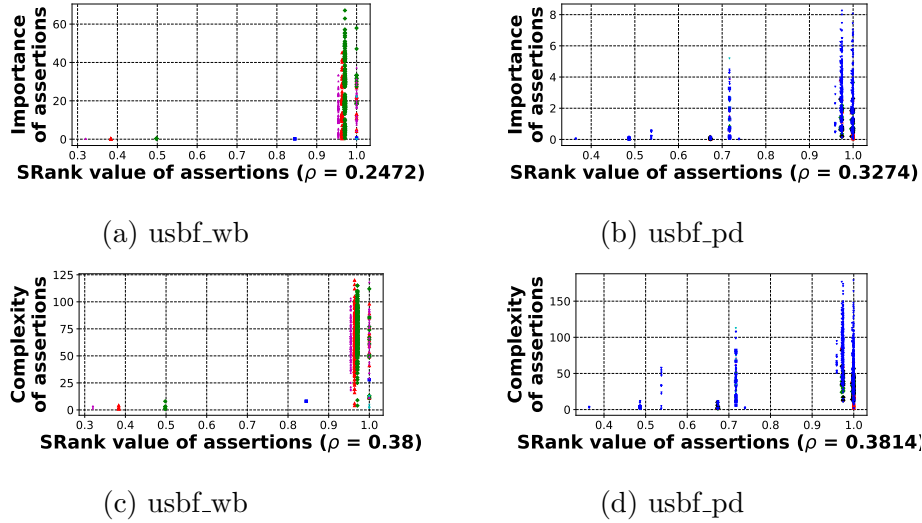 Importance
of assertions
60
40
20
0
0.3 0.4 0.5 0.6 0.7 0.8 0.9 1.0
SRank value of assertions (ρ = 0.2472)
(a) usbf_wb
Importance
of assertions
8
6
4
2
0
0.4 0.5 0.6 0.7 0.8 0.9 1.0
SRank value of assertions (ρ = 0.3274)
(b) usbf_pd
Complexity
of assertions
125
100
75
50
25
0
0.3 0.4 0.5 0.6 0.7 0.8 0.9 1.0
SRank value of assertions (ρ = 0.38)
(c) usbf_wb
Complexity
of assertions
150
100
50
0
0.4 0.5 0.6 0.7 0.8 0.9 1.0
SRank value of assertions (ρ = 0.3814)
(d) usbf_pd